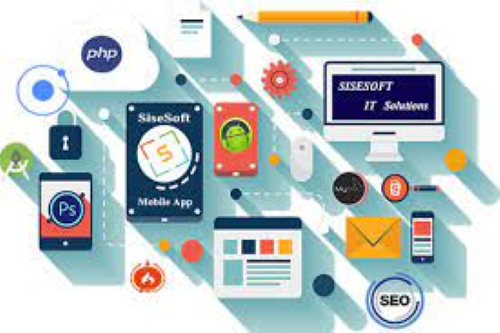 php
SISESOFT
IT Solutions
SiseSoft
S
Mobile App
Ps
SEO